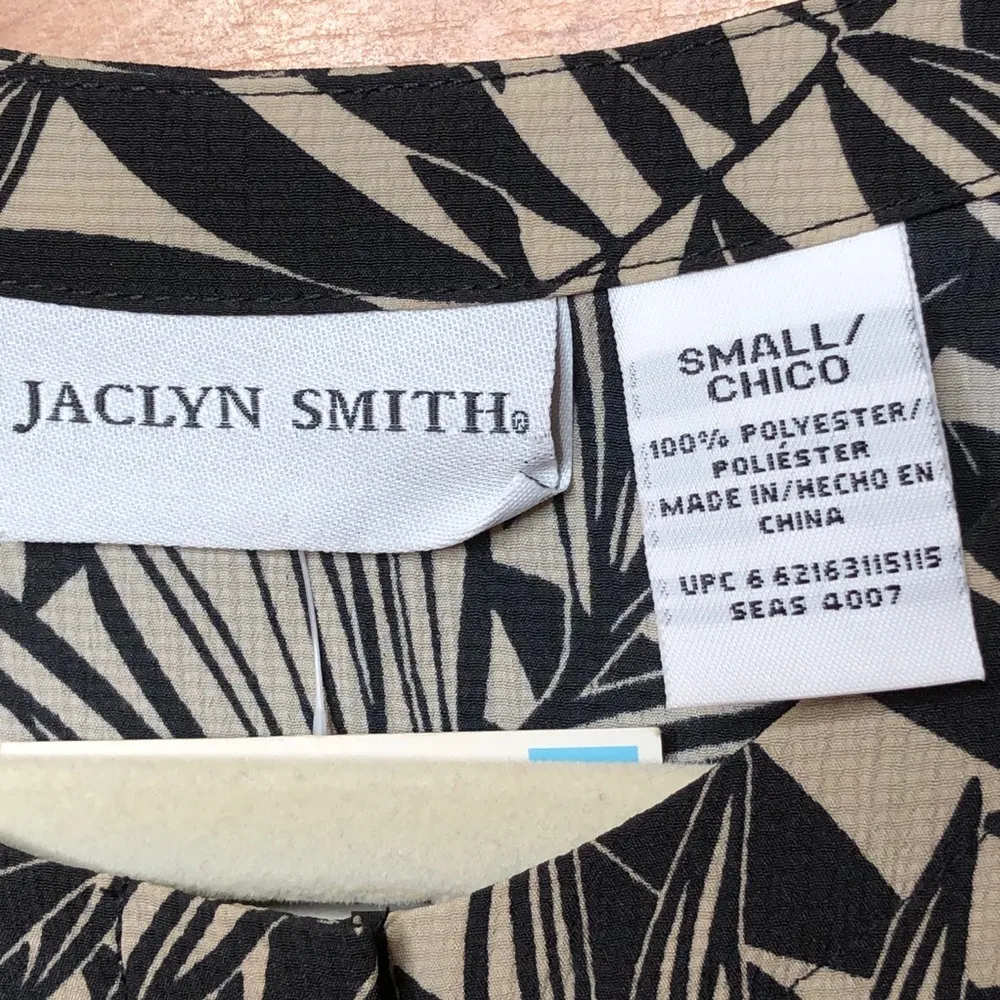 JACLYN SMITH®
SMALL/
CHICO
100% POLYESTER/
POLIÉSTER
MADE IN/HECHO EN
CHINA
UPC 6 62163115115
SEAS 4007